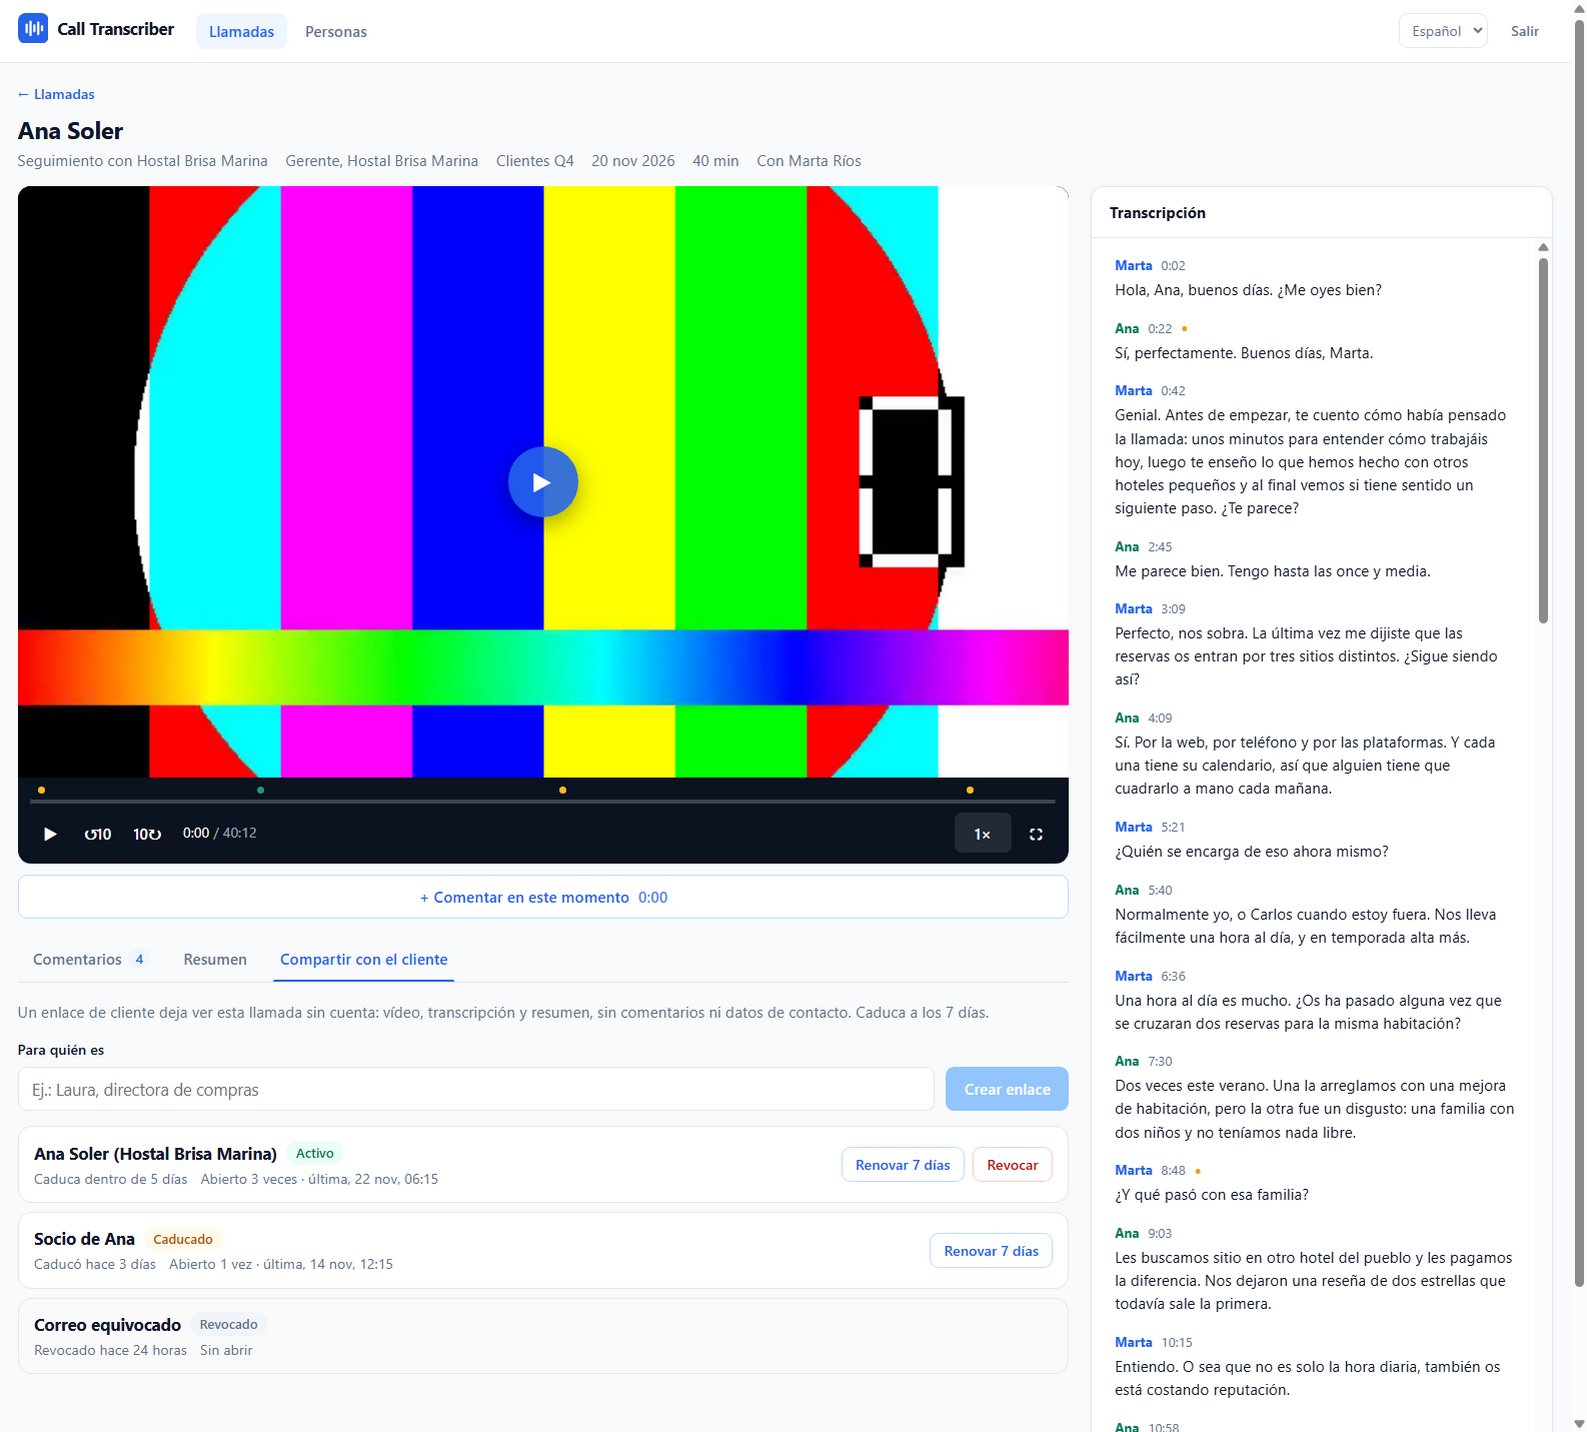 Call Transcriber
Llamadas
Personas
Español
Salir
← Llamadas
Ana Soler
Seguimiento con Hostal Brisa Marina Gerente, Hostal Brisa Marina Clientes Q4 20 nov 2026 40 min Con Marta Ríos
0:00 / 40:12
10
10
1×
+ Comentar en este momento 0:00
Comentarios 4
Resumen
Compartir con el cliente
Un enlace de cliente deja ver esta llamada sin cuenta: vídeo, transcripción y resumen, sin comentarios ni datos de contacto. Caduca a los 7 días.
Para quién es
Ej.: Laura, directora de compras
Crear enlace
Ana Soler (Hostal Brisa Marina) Activo
Caduca dentro de 5 días Abierto 3 veces · última, 22 nov, 06:15
Renovar 7 días
Revocar
Socio de Ana Caducado
Caducó hace 3 días Abierto 1 vez · última, 14 nov, 12:15
Renovar 7 días
Correo equivocado Revocado
Revocado hace 24 horas Sin abrir
Transcripción
Marta 0:02
Hola, Ana, buenos días. ¿Me oyes bien?
Ana 0:22
Sí, perfectamente. Buenos días, Marta.
Marta 0:42
Genial. Antes de empezar, te cuento cómo había pensado
la llamada: unos minutos para entender cómo trabajáis
hoy, luego te enseño lo que hemos hecho con otros
hoteles pequeños y al final vemos si tiene sentido un
siguiente paso. ¿Te parece?
Ana 2:45
Me parece bien. Tengo hasta las once y media.
Marta 3:09
Perfecto, nos sobra. La última vez me dijiste que las
reservas os entran por tres sitios distintos. ¿Sigue siendo
así?
Ana 4:09
Sí. Por la web, por teléfono y por las plataformas. Y cada
una tiene su calendario, así que alguien tiene que
cuadrarlo a mano cada mañana.
Marta 5:21
¿Quién se encarga de eso ahora mismo?
Ana 5:40
Normalmente yo, o Carlos cuando estoy fuera. Nos lleva
fácilmente una hora al día, y en temporada alta más.
Marta 6:36
Una hora al día es mucho. ¿Os ha pasado alguna vez que
se cruzaran dos reservas para la misma habitación?
Ana 7:30
Dos veces este verano. Una la arreglamos con una mejora
de habitación, pero la otra fue un disgusto: una familia con
dos niños y no teníamos nada libre.
Marta 8:48
¿Y qué pasó con esa familia?
Ana 9:03
Les buscamos sitio en otro hotel del pueblo y les pagamos
la diferencia. Nos dejaron una reseña de dos estrellas que
todavía sale la primera.
Marta 10:15
Entiendo. O sea que no es solo la hora diaria, también os
está costando reputación.
Ana 10:58